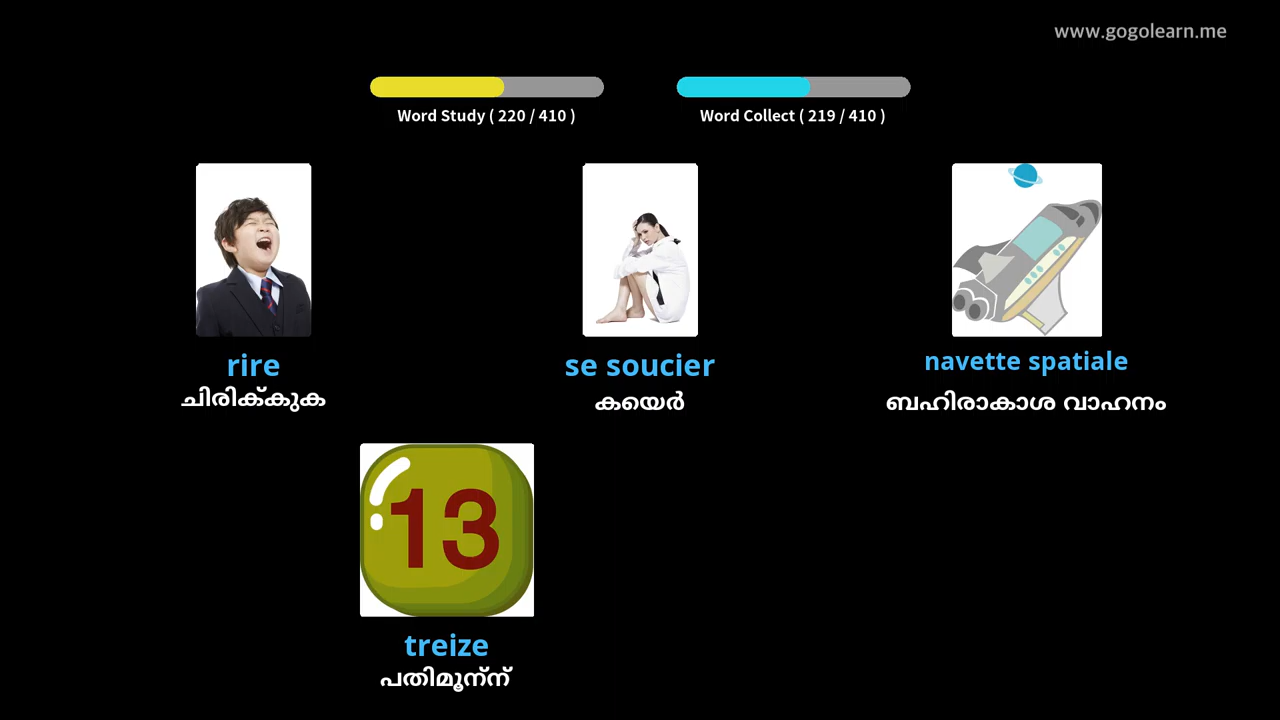 www.gogolearn.me
Word Study ( 220 / 410 )
Word Collect ( 219 / 410 )
rire
ചിരിക്കുക
se soucier
കയെർ
navette spatiale
ബഹിരാകാശ വാഹനം
13
treize
പതിമൂന്ന്